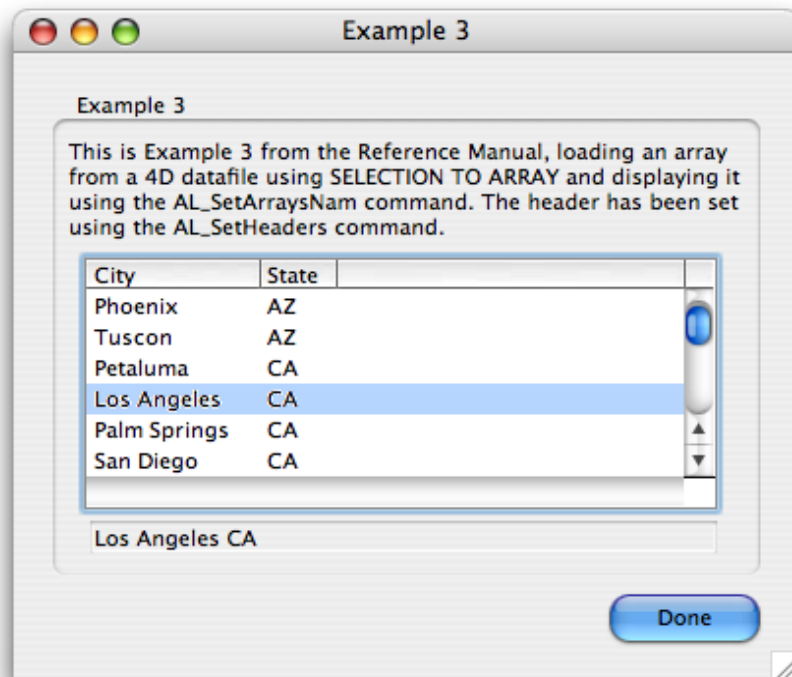 Example 3
Example 3
This is Example 3 from the Reference Manual, loading an array
from a 4D datafile using SELECTION TO ARRAY and displaying it
using the AL_SetArraysNam command. The header has been set
using the AL_SetHeaders command.
City State
Phoenix AZ
Tuscon AZ
Petaluma CA
Los Angeles CA
Palm Springs CA
San Diego CA
Los Angeles CA
Done